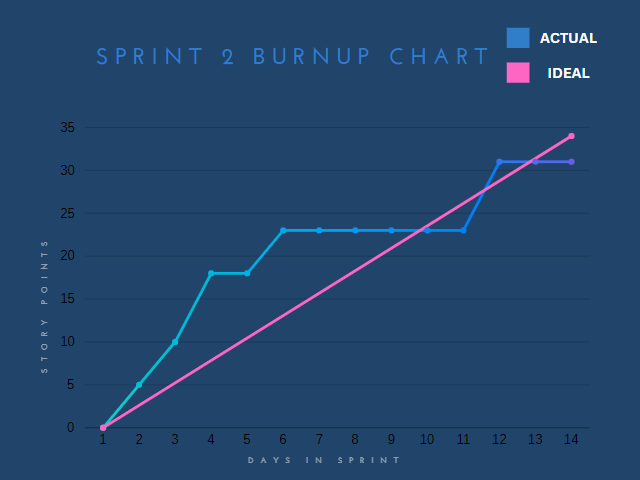 SPRINT 2 BURNUP CHART
ACTUAL
IDEAL
35
30
25
20
15
10
5
0
STORY POINTS
1 2 3 4 5 6 7 8 9 10 11 12 13 14
DAYS IN SPRINT